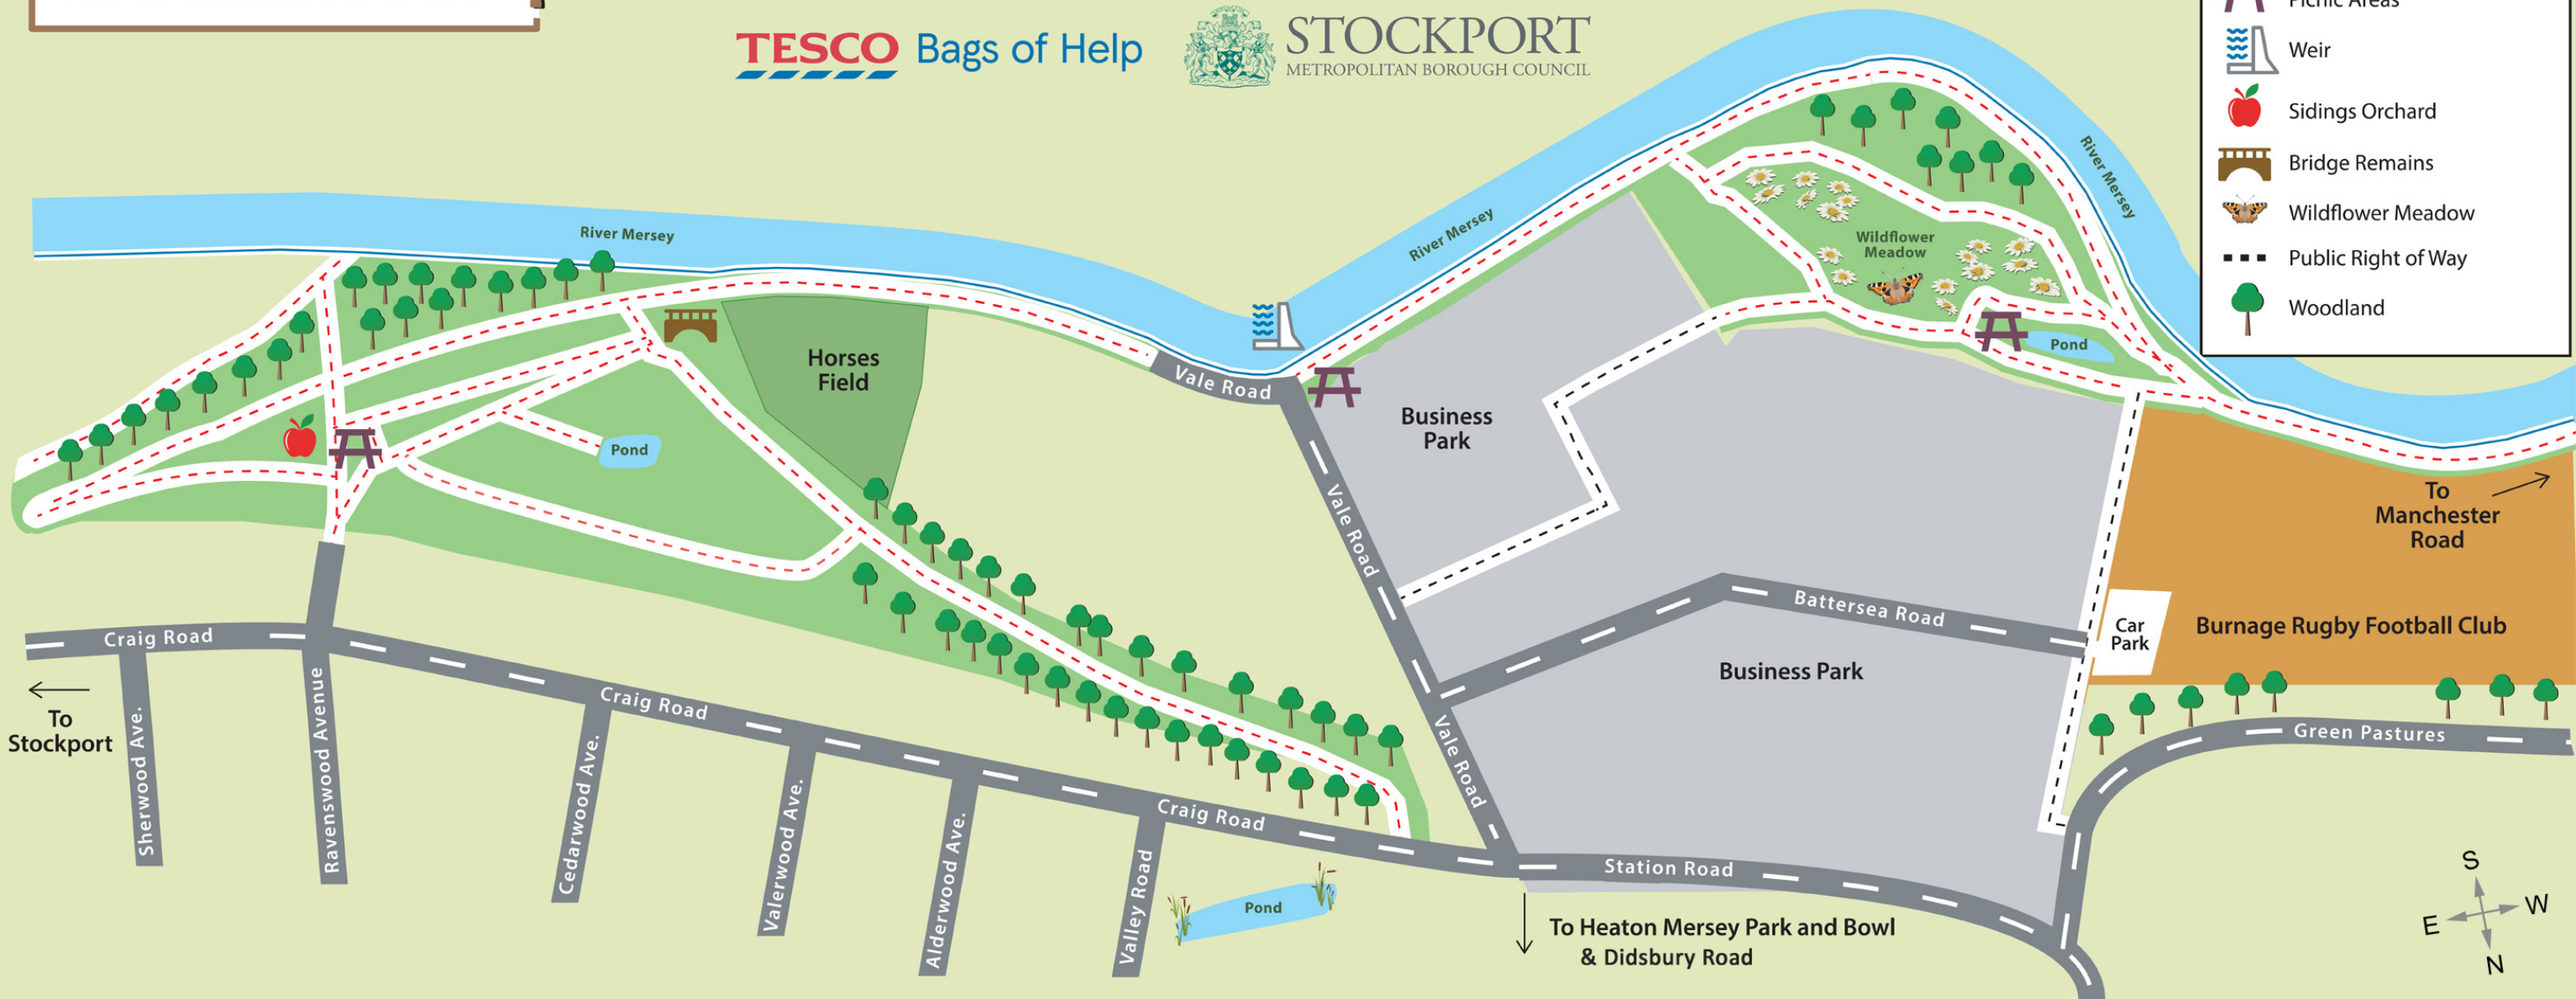 TESCO Bags of Help
STOCKPORT
METROPOLITAN BOROUGH COUNCIL
Picnic Areas
Weir
Sidings Orchard
Bridge Remains
Wildflower Meadow
Public Right of Way
Woodland
River Mersey
River Mersey
River Mersey
Wildflower
Meadow
Pond
Horses
Field
Vale Road
Business
Park
Pond
Vale Road
To
Manchester
Road
Battersea Road
Car
Park
Burnage Rugby Football Club
Business Park
Craig Road
Craig Road
Craig Road
To
Stockport
Sherwood Ave.
Ravenswood Avenue
Cedarwood Ave.
Valerwood Ave.
Alderwood Ave.
Valley Road
Vale Road
Green Pastures
Station Road
Pond
To Heaton Mersey Park and Bowl
& Didsbury Road
S
W
E
N